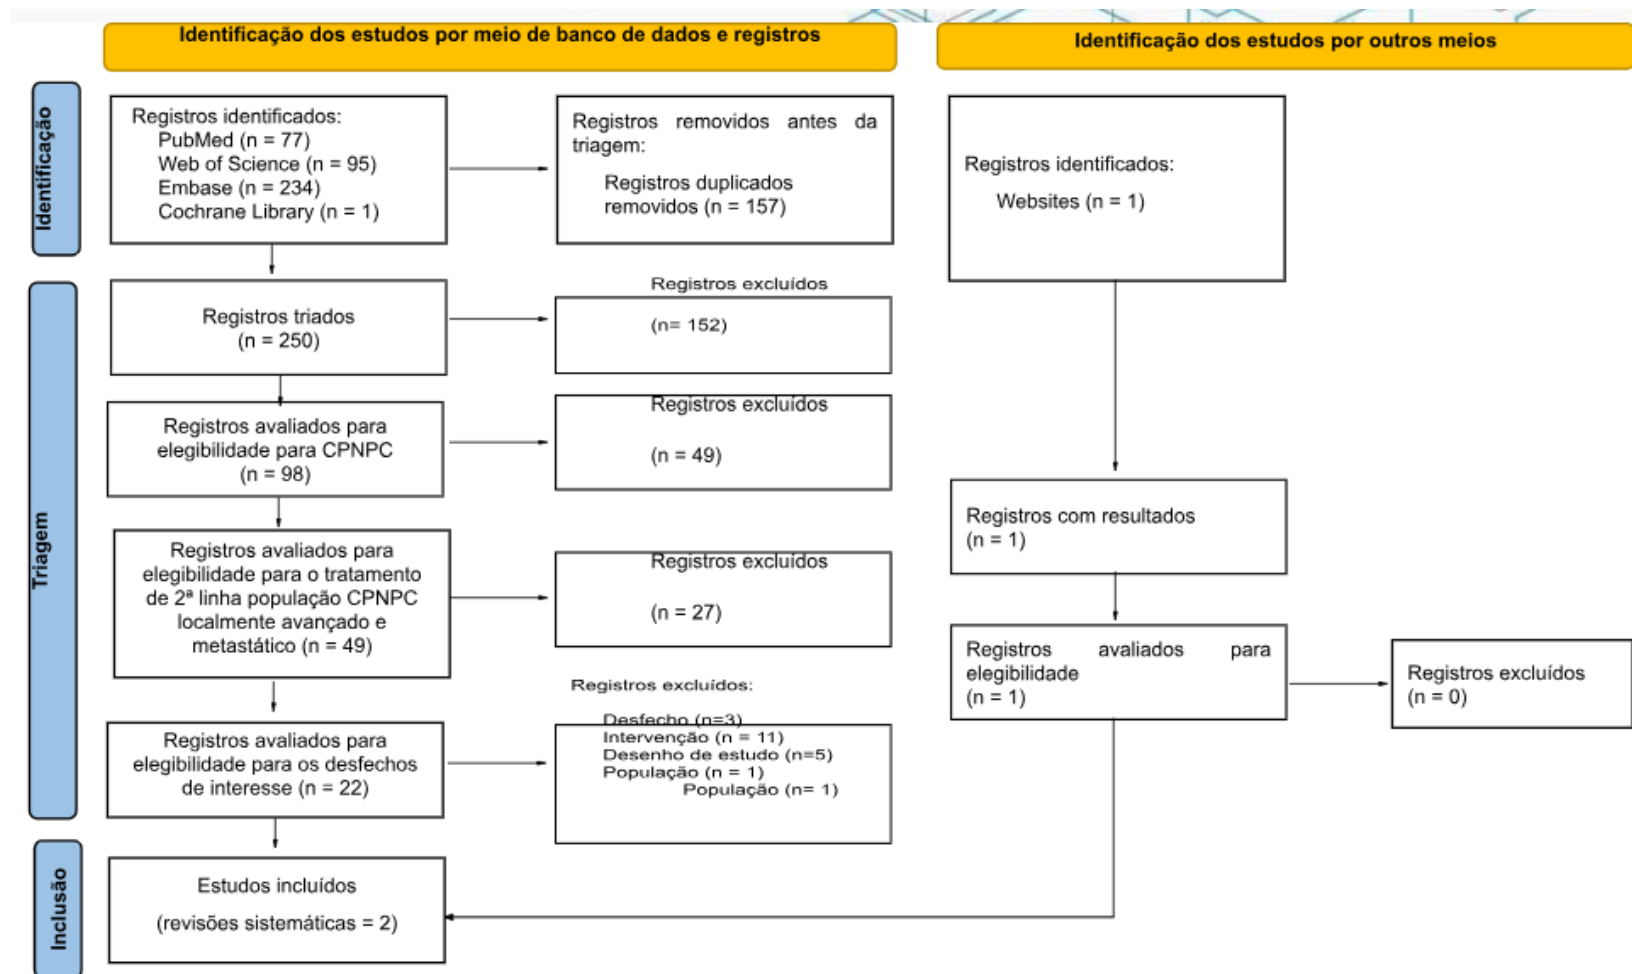 Identificação dos estudos por meio de banco de dados e registros
Identificação dos estudos por outros meios
Identificação
Registros identificados:
PubMed (n = 77)
Web of Science (n = 95)
Embase (n = 234)
Cochrane Library (n = 1)
Registros removidos antes da
triagem:
Registros duplicados
removidos (n = 157)
Registros identificados:
Websites (n = 1)
Triagem
Registros triados
(n = 250)
Registros excluídos
(n= 152)
Registros avaliados para
elegibilidade para CPNPC
(n = 98)
Registros excluídos
(n = 49)
Registros avaliados para
elegibilidade para o tratamento
de 2ª linha população CPNPC
localmente avançado e
metastático (n = 49)
Registros excluídos
(n = 27)
Registros com resultados
(n = 1)
Registros avaliados para
elegibilidade
(n = 1)
Registros excluídos
(n = 0)
Registros avaliados para
elegibilidade para os desfechos
de interesse (n = 22)
Registros excluídos:
Desfecho (n=3)
Intervenção (n = 11)
Desenho de estudo (n=5)
População (n = 1)
População (n= 1)
Inclusão
Estudos incluídos
(revisões sistemáticas = 2)